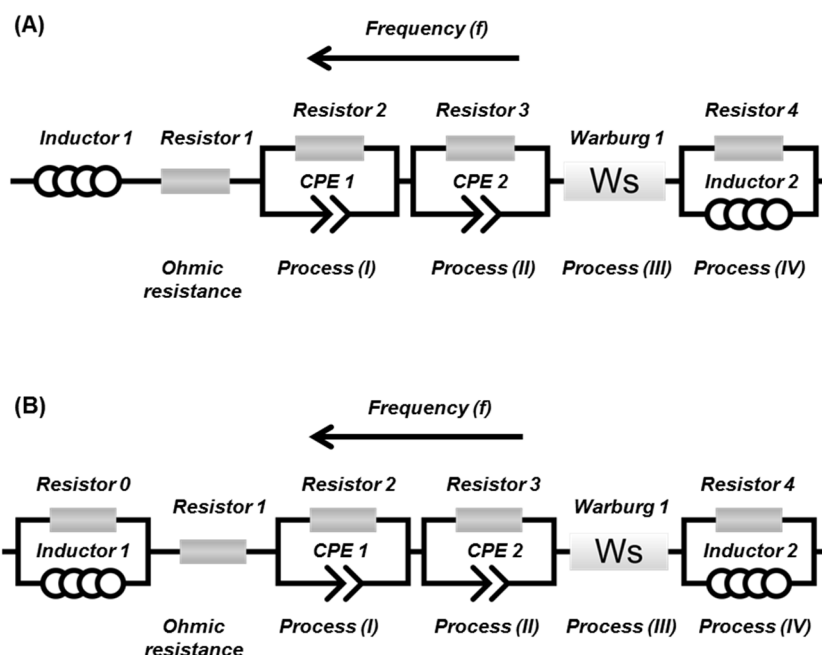 (A)
Frequency (f)
Resistor 2 Resistor 3 Resistor 4
Inductor 1 Resistor 1 Warburg 1
CPE 1 CPE 2 Ws Inductor 2
Ohmic Process (I) Process (II) Process (III) Process (IV)
resistance
(B)
Frequency (f)
Resistor 0 Resistor 2 Resistor 3 Resistor 4
Resistor 1 Warburg 1
Inductor 1 CPE 1 CPE 2 Ws Inductor 2
Ohmic Process (I) Process (II) Process (III) Process (IV)
resistance